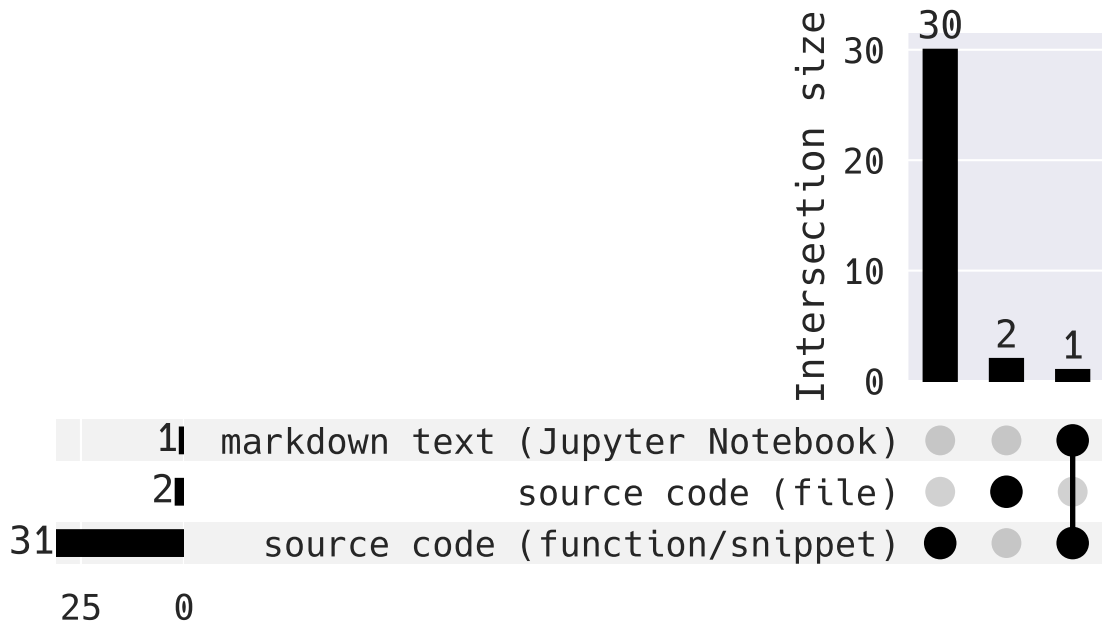 Intersection size
30
20
10
0
30
2
1
1 markdown text (Jupyter Notebook)
2 source code (file)
31 source code (function/snippet)
25 0